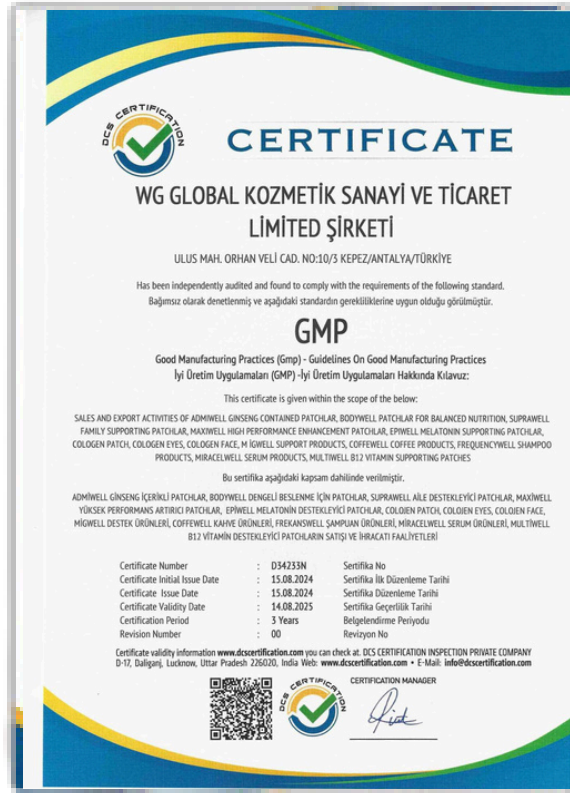 DCS CERTIFICATION
CERTIFICATE
WG GLOBAL KOZMETİK SANAYİ VE TİCARET
LİMİTED ŞİRKETİ
ULUS MAH. ORHAN VELİ CAD. NO:10/3 KEPEZ/ANTALYA/TÜRKİYE
Has been independently audited and found to comply with the requirements of the following standard.
Bağımsız olarak denetlenmiş ve aşağıdaki standardın gerekliliklerine uygun olduğu görülmüştür.
GMP
Good Manufacturing Practices (Gmp) - Guidelines On Good Manufacturing Practices
İyi Üretim Uygulamaları (GMP) -İyi Üretim Uygulamaları Hakkında Kılavuz:
This certificate is given within the scope of the below:
SALES AND EXPORT ACTIVITIES OF ADMIWELL GINSENG CONTAINED PATCHLAR, BODYWELL PATCHLAR FOR BALANCED NUTRITION, SUPRAWELL
FAMILY SUPPORTING PATCHLAR, MAXIWELL HIGH PERFORMANCE ENHANCEMENT PATCHLAR, EPIWELL MELATONIN SUPPORTING PATCHLAR,
COLOGEN PATCH, COLOGEN EYES, COLOGEN FACE, M IGWELL SUPPORT PRODUCTS, COFFEWELL COFFEE PRODUCTS, FREQUENCYWELL SHAMPOO
PRODUCTS, MIRACELWELL SERUM PRODUCTS, MULTIWELL B12 VITAMIN SUPPORTING PATCHES
Bu sertifika aşağıdaki kapsam dahilinde verilmiştir.
ADMİWELL GİNSENG İÇERİKLİ PATCHLAR, BODYWELL DENGELİ BESLENME İÇİN PATCHLAR, SUPRAWELL AİLE DESTEKLEYİCİ PATCHLAR, MAXİWELL
YÜKSEK PERFORMANS ARTIRICI PATCHLAR, EPİWELL MELATONİN DESTEKLEYİCİ PATCHLAR, COLOJEN PATCH, COLOJEN EYES, COLOJEN FACE,
MİGWELL DESTEK ÜRÜNLERİ, COFFEWELL KAHVE ÜRÜNLERİ, FREKANSWELL ŞAMPUAN ÜRÜNLERİ, MİRACELWELL SERUM ÜRÜNLERİ, MULTİWELL
B12 VİTAMİN DESTEKLEYİCİ PATCHLARIN SATIŞI VE İHRACATI FAALİYETLERİ
Certificate Number : D34233N Sertifika No
Certificate Initial Issue Date : 15.08.2024 Sertifika İlk Düzenleme Tarihi
Certificate Issue Date : 15.08.2024 Sertifika Düzenleme Tarihi
Certificate Validity Date : 14.08.2025 Sertifika Geçerlilik Tarihi
Certification Period : 3 Years Belgelendirme Periyodu
Revision Number : 00 Revizyon No
Certificate validity information www.dcscertification.com you can check at. DCS CERTIFICATION INSPECTION PRIVATE COMPANY
D-17, Daliganj, Lucknow, Uttar Pradesh 226020, India Web: www.dcscertification.com • E-Mail: info@dcscertification.com
DCS CERTIFICATION
CERTIFICATION MANAGER